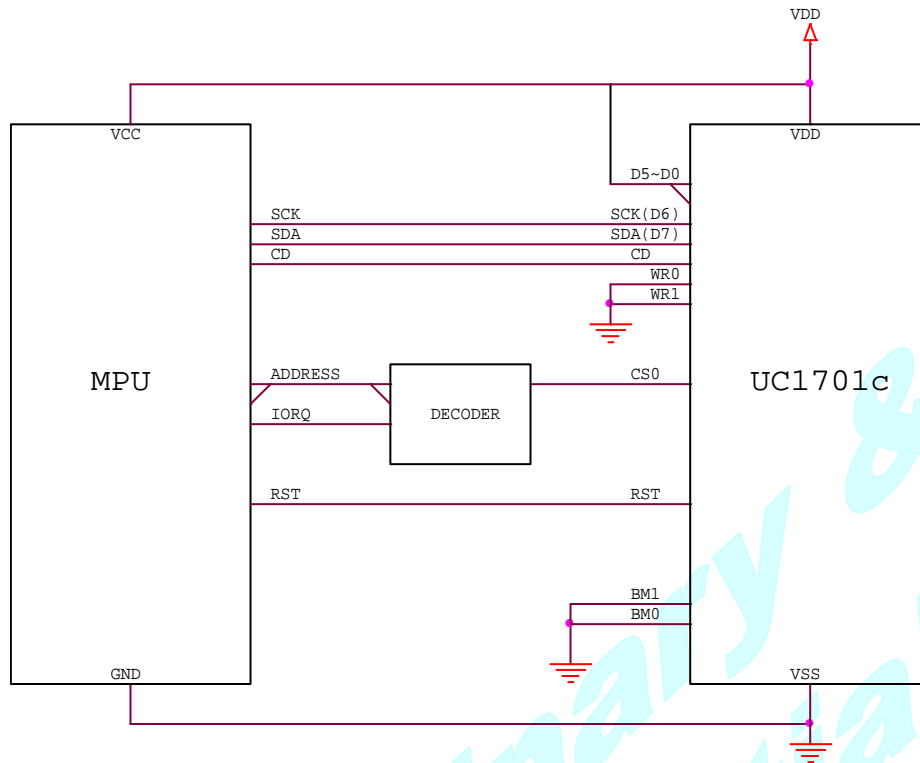 VDD
VCC VDD
D5~D0
SCK SCK(D6)
SDA SDA(D7)
CD CD
WR0
WR1
MPU UC1701c
ADDRESS CS0
IORQ DECODER
RST RST
BM1
BM0
GND VSS